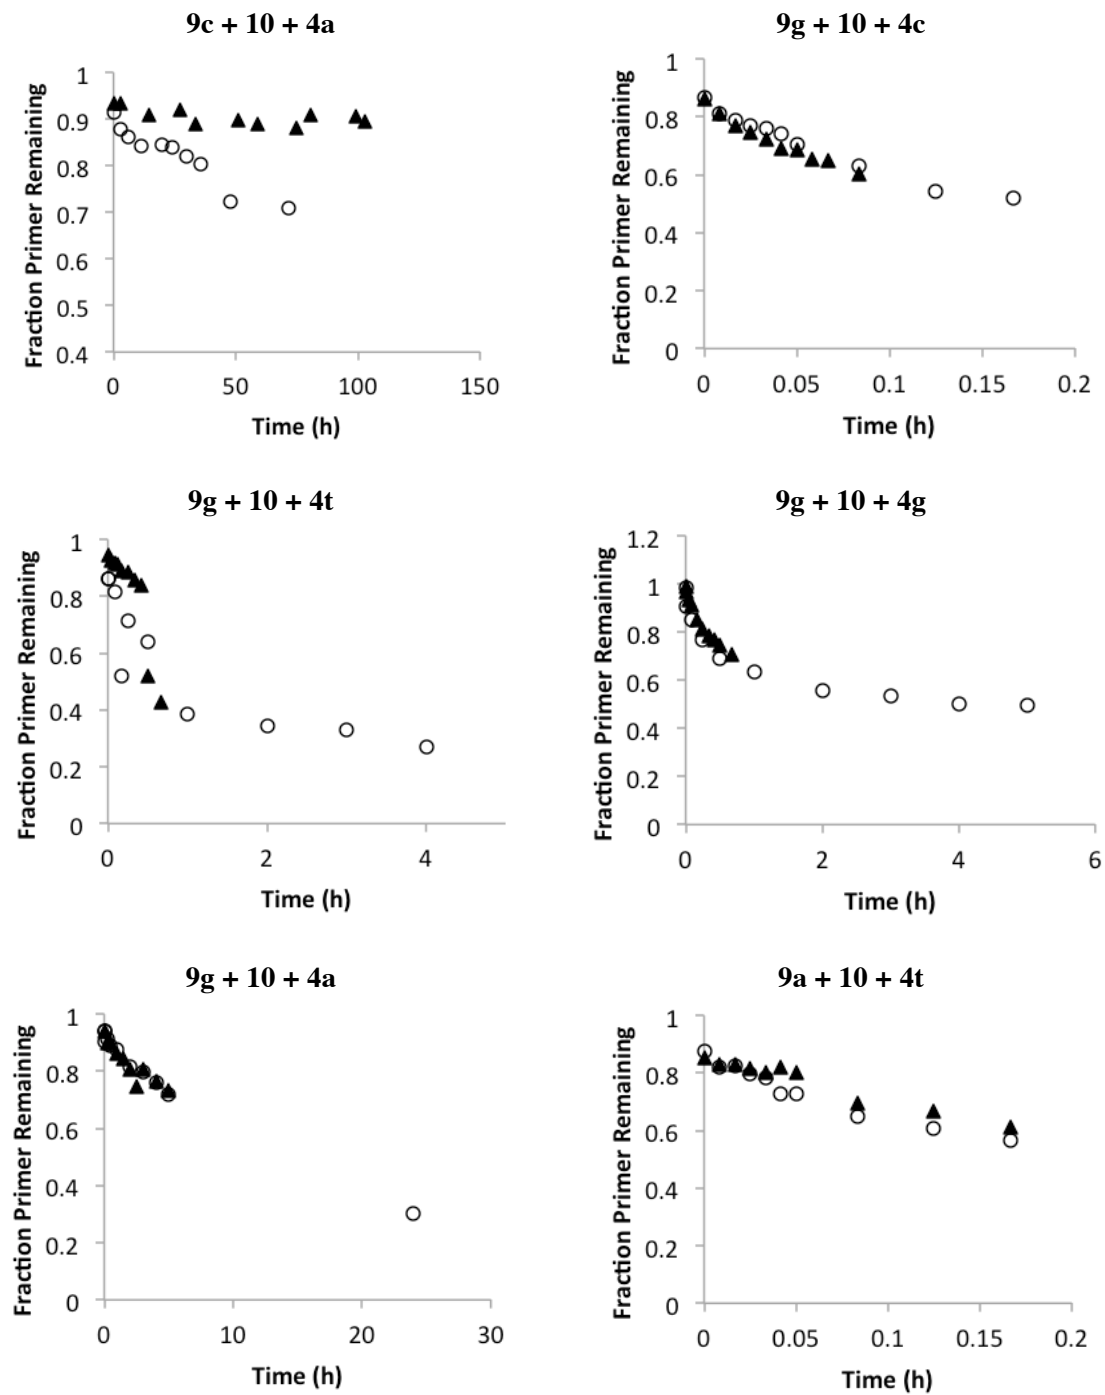 9c + 10 + 4a
Fraction Primer Remaining
1
0.9
0.8
0.7
0.6
0.5
0.4
0 50 100 150
Time (h)
9g + 10 + 4c
Fraction Primer Remaining
1
0.8
0.6
0.4
0.2
0
0 0.05 0.1 0.15 0.2
Time (h)
9g + 10 + 4t
Fraction Primer Remaining
1
0.8
0.6
0.4
0.2
0
0 2 4
Time (h)
9g + 10 + 4g
Fraction Primer Remaining
1.2
1
0.8
0.6
0.4
0.2
0
0 2 4 6
Time (h)
9g + 10 + 4a
Fraction Primer Remaining
1
0.8
0.6
0.4
0.2
0
0 10 20 30
Time (h)
9a + 10 + 4t
Fraction Primer Remaining
1
0.8
0.6
0.4
0.2
0
0 0.05 0.1 0.15 0.2
Time (h)